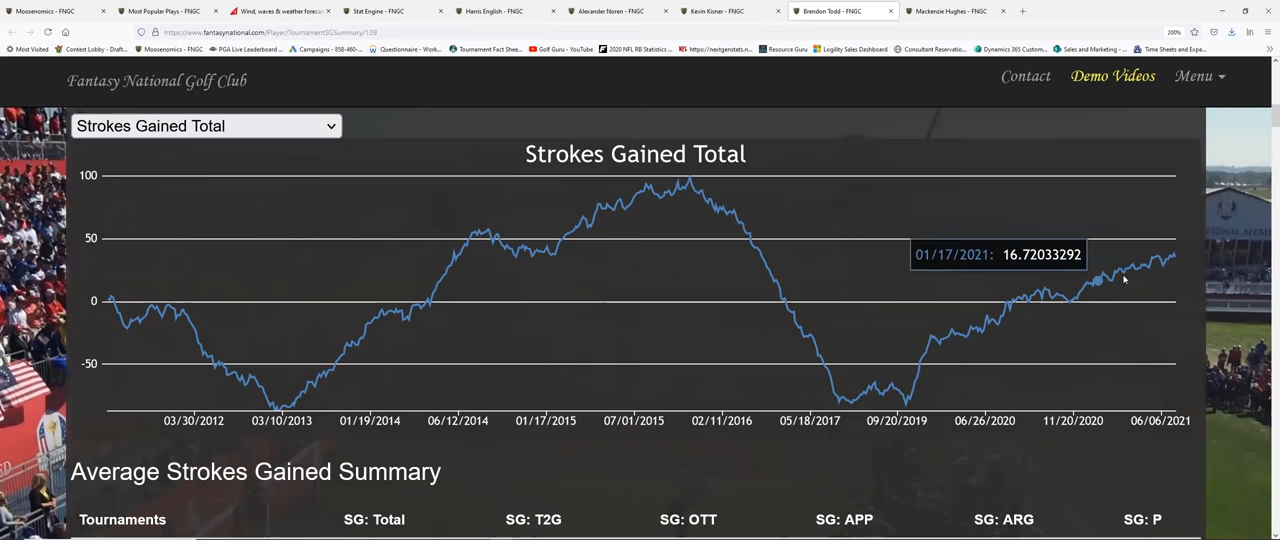 Moosenomics - FNGC
Most Popular Plays - FNGC
Wind, waves & weather foreca
Stat Engine - FNGC
Harris English - FNGC
Alexander Noren - FNGC
Kevin Kisner - FNGC
Brendon Todd - FNGC
Mackenzie Hughes - FNGC
https://www.fantasynational.com/Player/TournamentSGSummary/109
200%
Most Visited
Contest Lobby - Draft...
Moosenomics - FNGC
PGA Live Leaderboard ...
Campaigns - 858-460-...
Questionnaire - Work...
Tournament Fact Shee...
Golf Guru - YouTube
2020 NFL RB Statistics ...
https://nextgenstats.n...
Resource Guru
Logility Sales Dashboard
Consultant Reservatio...
Dynamics 365 Custom...
Sales and Marketing - ...
Time Sheets and Expe...
Fantasy National Golf Club
Contact
Demo Videos
Menu
Strokes Gained Total
Strokes Gained Total
100
50
01/17/2021: 16.72033292
0
-50
03/30/2012
03/10/2013
01/19/2014
06/12/2014
01/17/2015
07/01/2015
02/11/2016
05/18/2017
09/20/2019
06/26/2020
11/20/2020
06/06/2021
Average Strokes Gained Summary
Tournaments
SG: Total
SG: T2G
SG: OTT
SG: APP
SG: ARG
SG: P